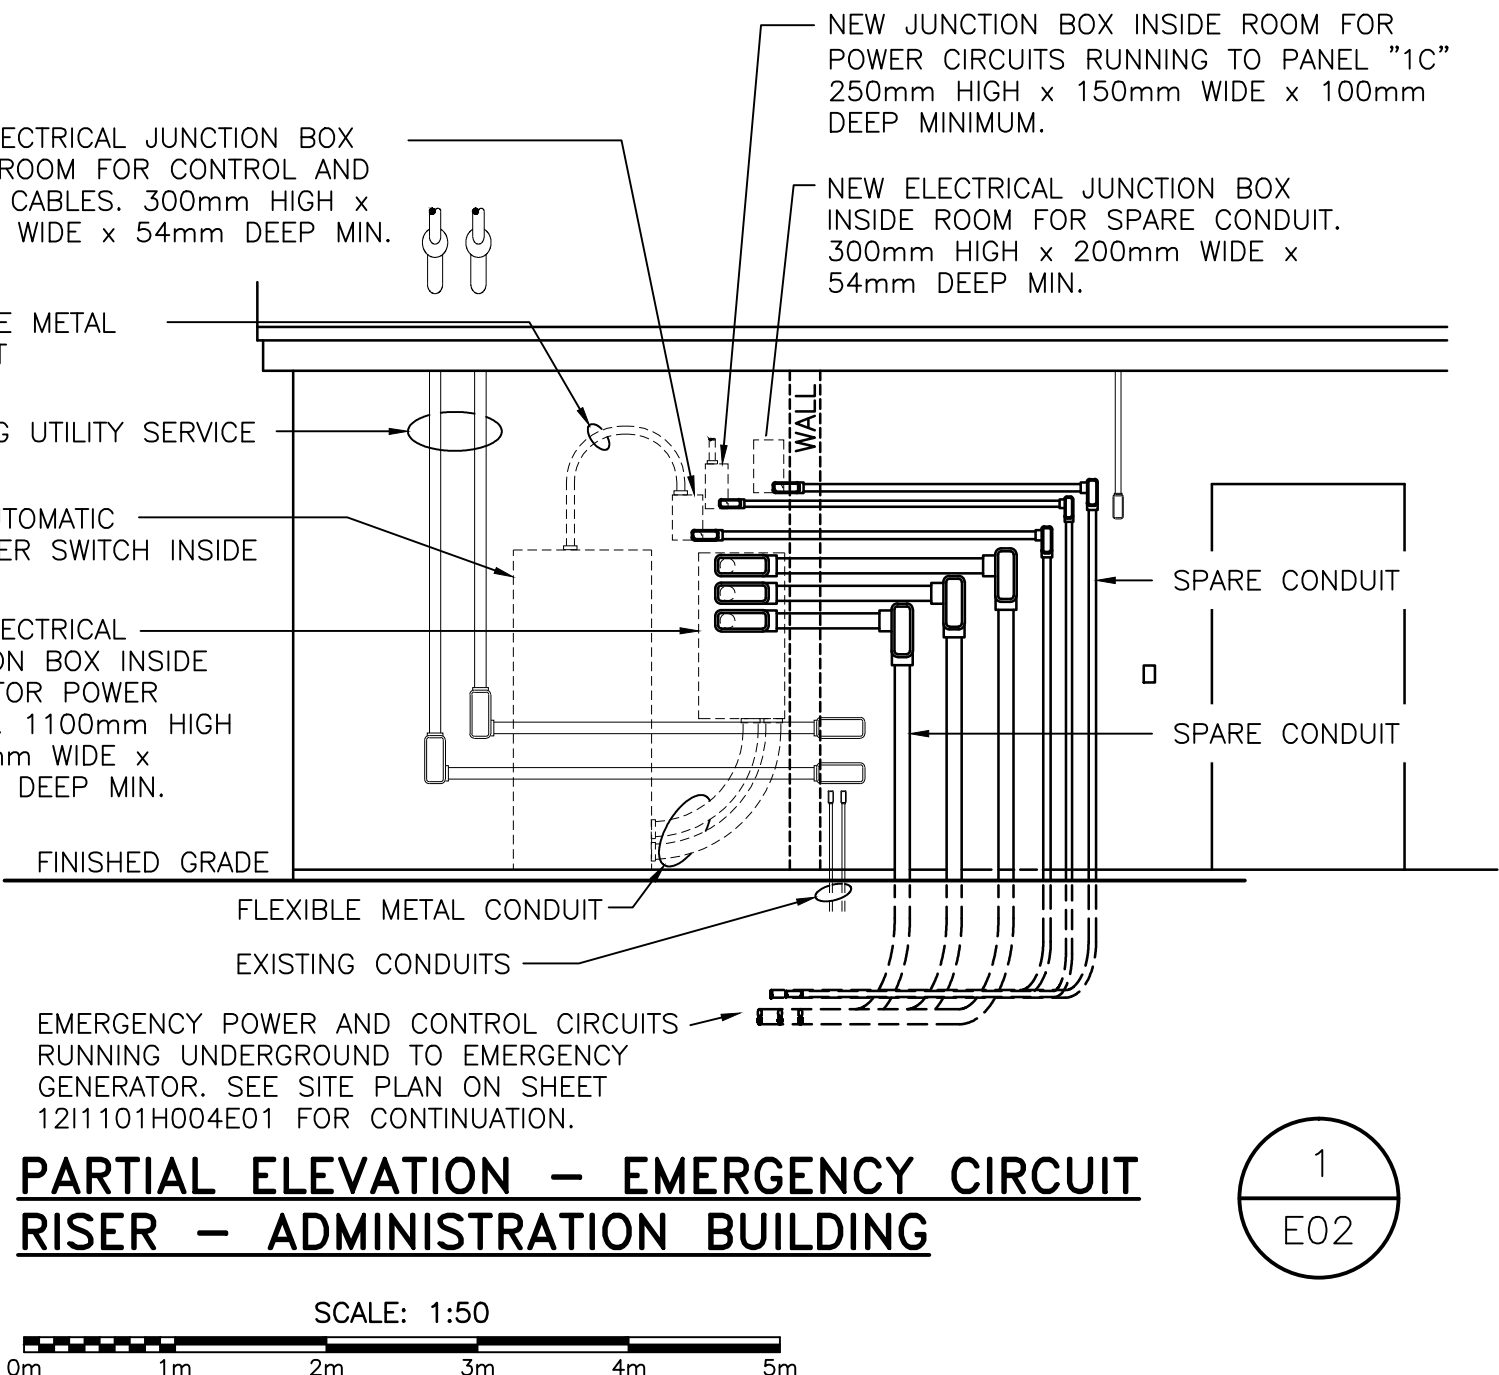 NEW JUNCTION BOX INSIDE ROOM FOR
POWER CIRCUITS RUNNING TO PANEL "1C"
250mm HIGH x 150mm WIDE x 100mm
DEEP MINIMUM.
ECTRICAL JUNCTION BOX
ROOM FOR CONTROL AND
CABLES. 300mm HIGH x
WIDE x 54mm DEEP MIN.
NEW ELECTRICAL JUNCTION BOX
INSIDE ROOM FOR SPARE CONDUIT.
300mm HIGH x 200mm WIDE x
54mm DEEP MIN.
E METAL
T
WALL
G UTILITY SERVICE
UTOMATIC
ER SWITCH INSIDE
SPARE CONDUIT
ECTRICAL
ON BOX INSIDE
TOR POWER
. 1100mm HIGH
mm WIDE x
DEEP MIN.
SPARE CONDUIT
FINISHED GRADE
FLEXIBLE METAL CONDUIT
EXISTING CONDUITS
EMERGENCY POWER AND CONTROL CIRCUITS
RUNNING UNDERGROUND TO EMERGENCY
GENERATOR. SEE SITE PLAN ON SHEET
12I1101H004E01 FOR CONTINUATION.
PARTIAL ELEVATION – EMERGENCY CIRCUIT
RISER – ADMINISTRATION BUILDING
1
E02
SCALE: 1:50
0m 1m 2m 3m 4m 5m